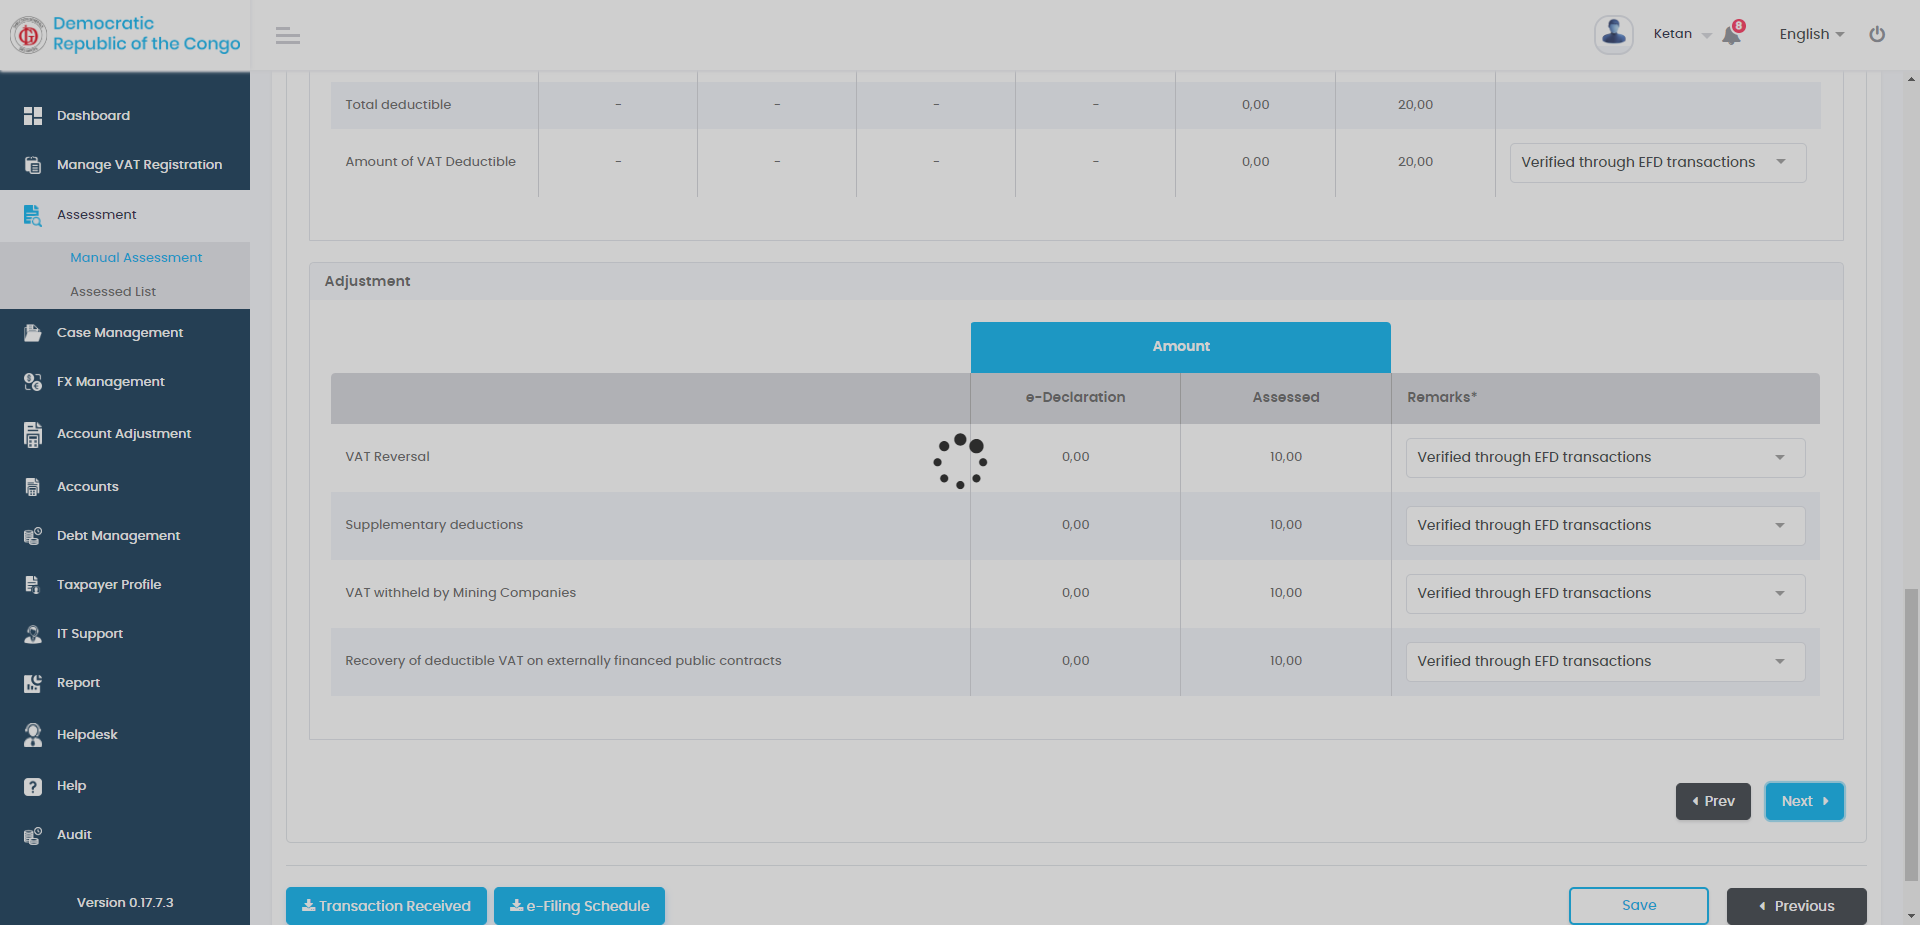 Democratic
Republic of the Congo
Ketan
8
English
Dashboard
Manage VAT Registration
Assessment
Manual Assessment
Assessed List
Case Management
FX Management
Account Adjustment
Accounts
Debt Management
Taxpayer Profile
IT Support
Report
Helpdesk
Help
Audit
Version 0.17.7.3
Total deductible - - - - 0,00 20,00
Amount of VAT Deductible - - - - 0,00 20,00 Verified through EFD transactions
Adjustment
Amount
e-Declaration Assessed Remarks*
VAT Reversal 0,00 10,00 Verified through EFD transactions
Supplementary deductions 0,00 10,00 Verified through EFD transactions
VAT withheld by Mining Companies 0,00 10,00 Verified through EFD transactions
Recovery of deductible VAT on externally financed public contracts 0,00 10,00 Verified through EFD transactions
Prev Next
Transaction Received e-Filing Schedule Save Previous